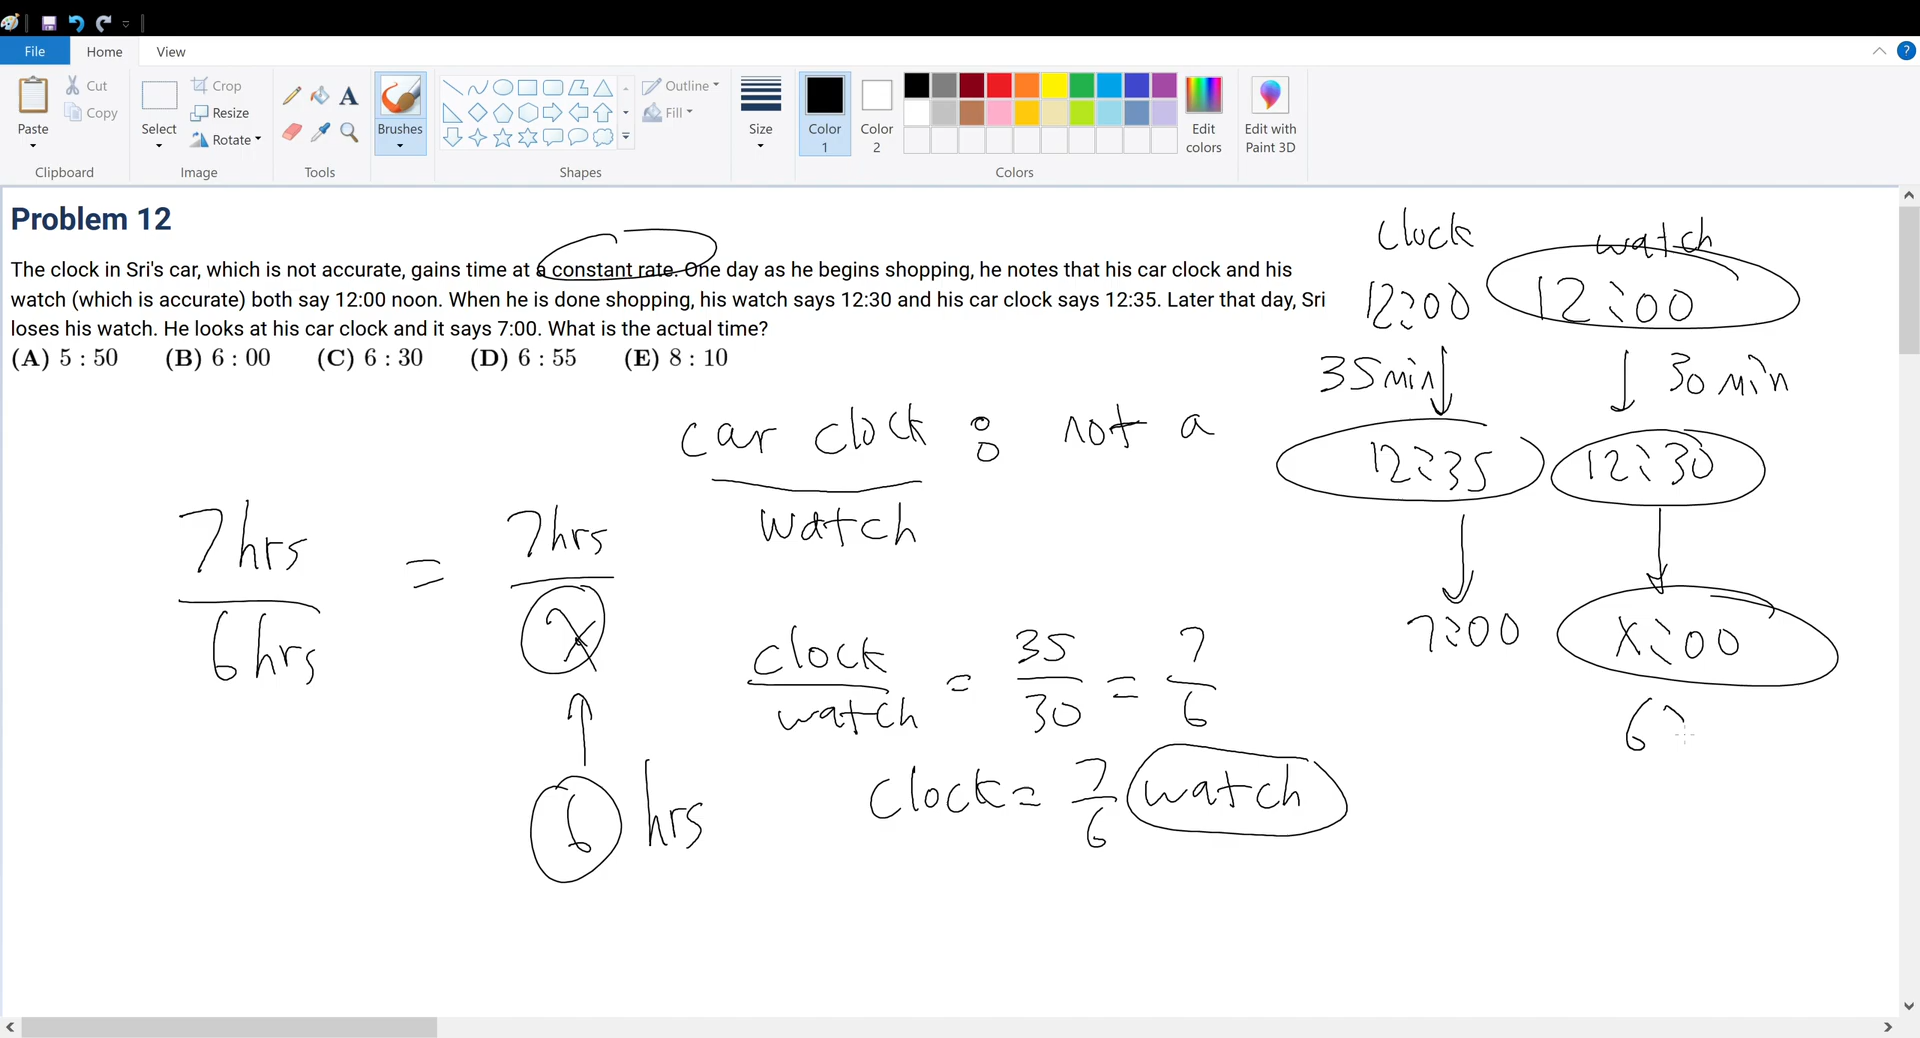 File Home View
Paste Cut Copy Clipboard
Select Crop Resize Rotate Image
Tools
Brushes
Outline Fill Shapes
Size
Color 1 Color 2 Edit colors Colors
Edit with Paint 3D
Problem 12
The clock in Sri's car, which is not accurate, gains time at a constant rate. One day as he begins shopping, he notes that his car clock and his
watch (which is accurate) both say 12:00 noon. When he is done shopping, his watch says 12:30 and his car clock says 12:35. Later that day, Sri
loses his watch. He looks at his car clock and it says 7:00. What is the actual time?
(A) 5 : 50 (B) 6 : 00 (C) 6 : 30 (D) 6 : 55 (E) 8 : 10
clock watch
12:00 12:00
35 min 30 min
12:35 12:30
7:00 x:00
6:
car clock : not a
watch
7hrs = 7hrs
6hrs x
6 hrs
clock = 35 = 7
watch 30 6
clock = 7 watch
6